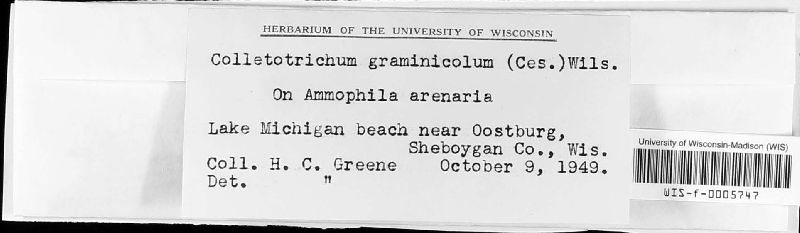 HERBARIUM OF THE UNIVERSITY OF WISCONSIN
Colletotrichum graminicolum (Ces.)Wils.
On Ammophila arenaria
Lake Michigan beach near Oostburg,
Sheboygan Co., Wis.
Coll. H. C. Greene October 9, 1949.
Det. "
University of Wisconsin-Madison (WIS)
WIS-f-0005747